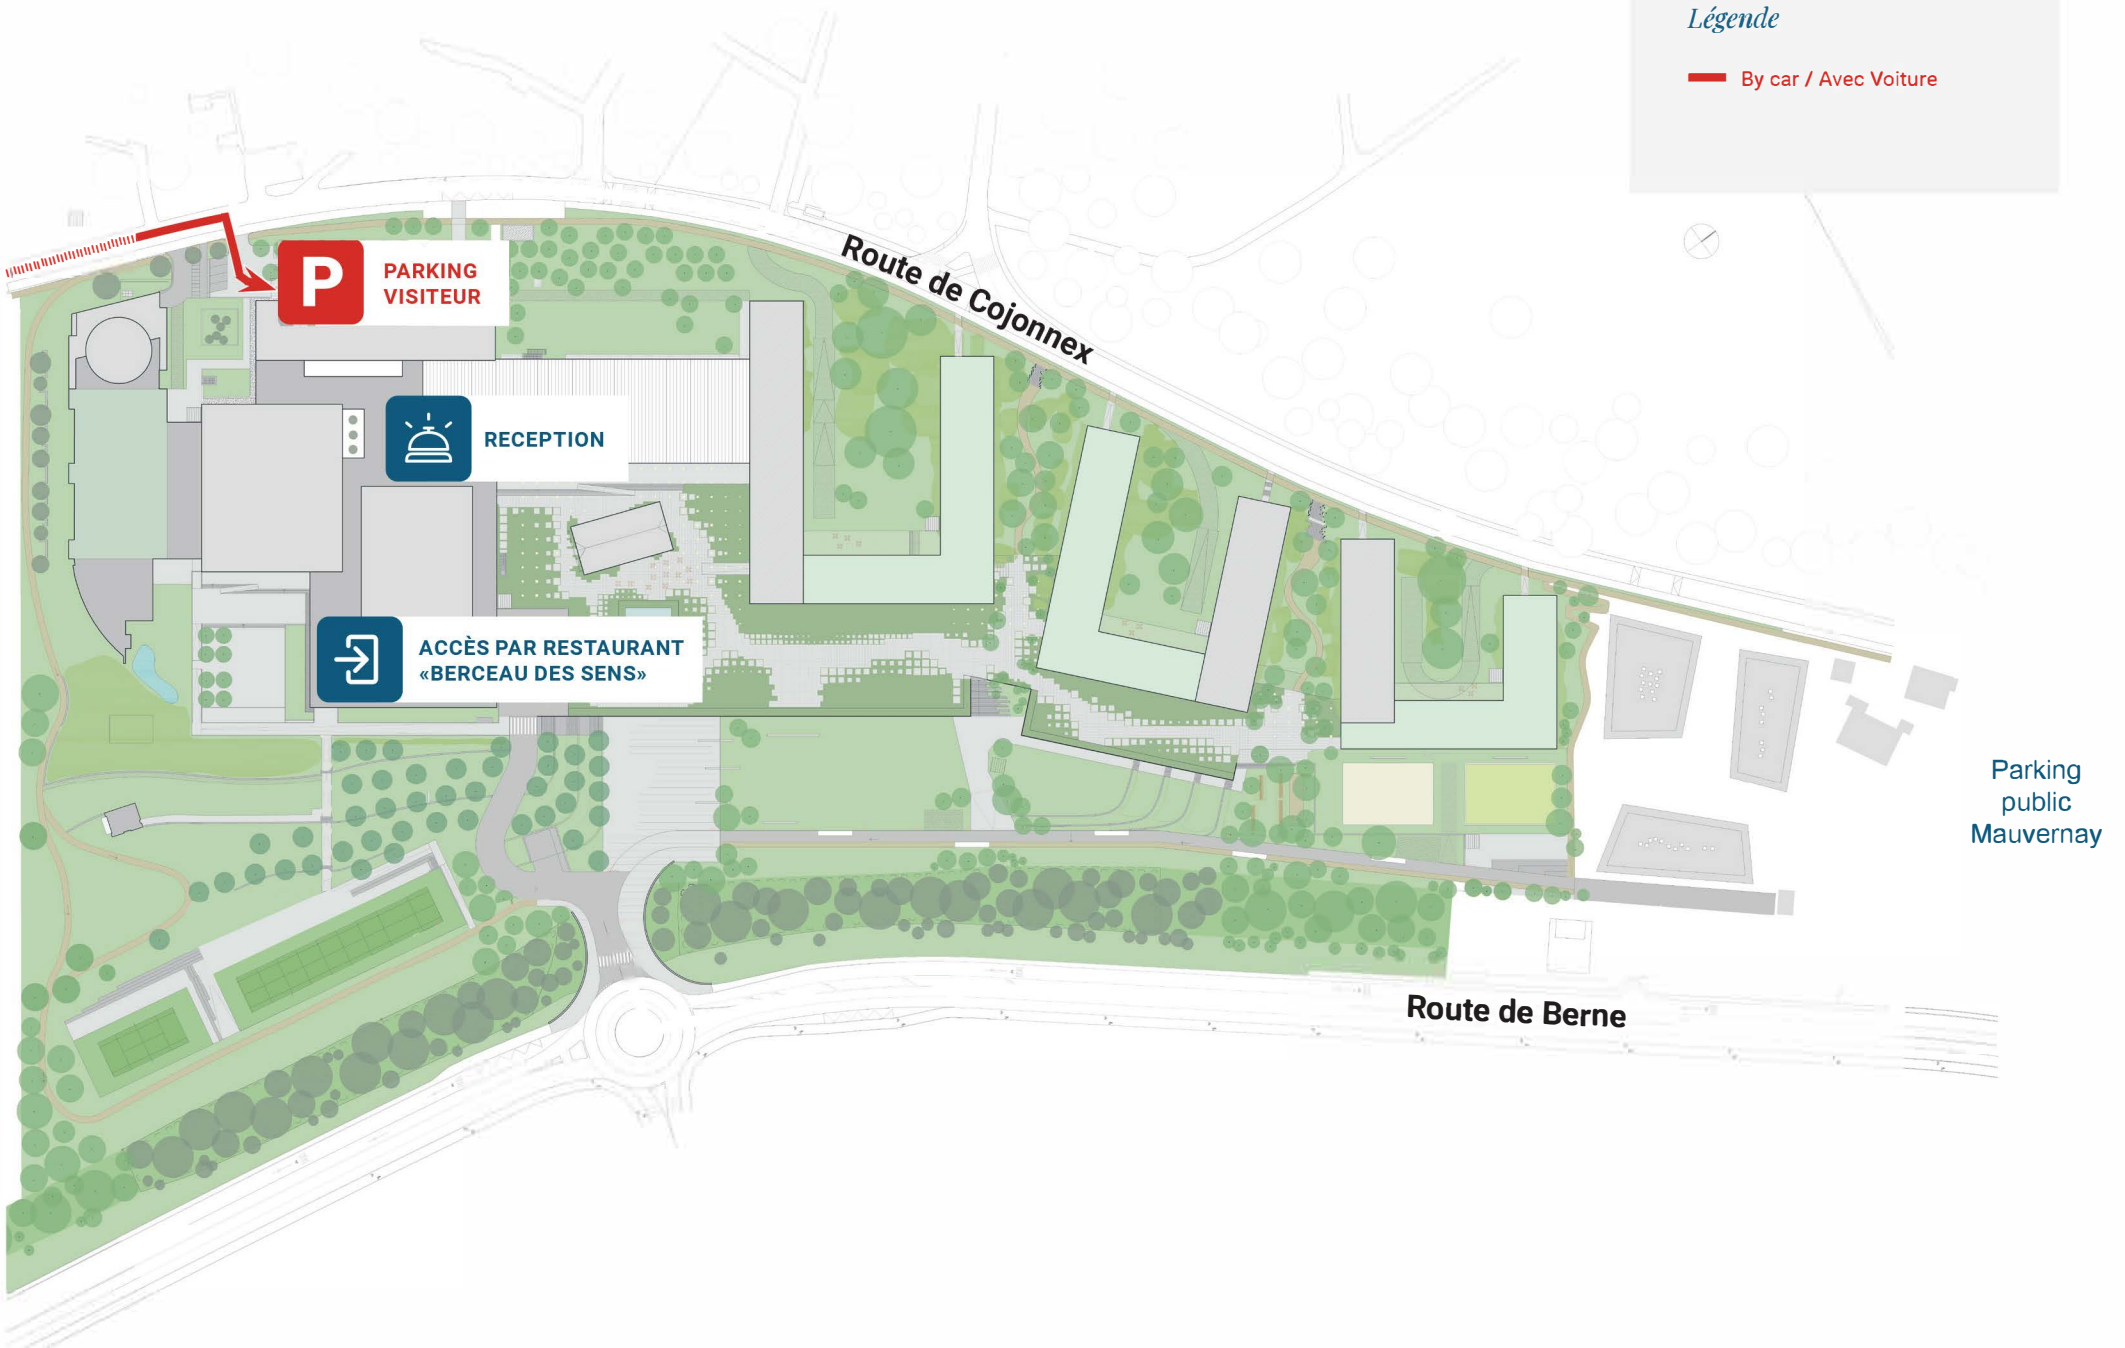 Légende
By car / Avec Voiture
Route de Cojonnex
P
PARKING
VISITEUR
RECEPTION
ACCÈS PAR RESTAURANT
«BERCEAU DES SENS»
Parking
public
Mauvernay
Route de Berne